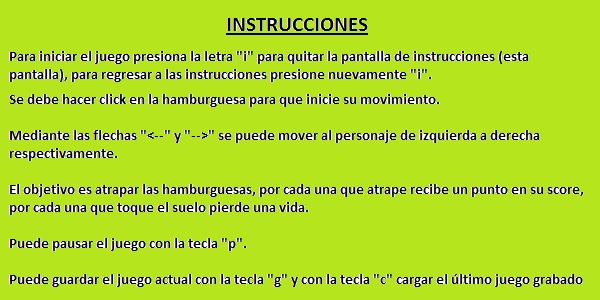 INSTRUCCIONES
Para iniciar el juego presiona la letra "i" para quitar la pantalla de instrucciones (esta
pantalla), para regresar a las instrucciones presione nuevamente "i".
Se debe hacer click en la hamburguesa para que inicie su movimiento.
Mediante las flechas "<--" y "-->" se puede mover al personaje de izquierda a derecha
respectivamente.
El objetivo es atrapar las hamburguesas, por cada una que atrape recibe un punto en su score,
por cada una que toque el suelo pierde una vida.
Puede pausar el juego con la tecla "p".
Puede guardar el juego actual con la tecla "g" y con la tecla "c" cargar el último juego grabado